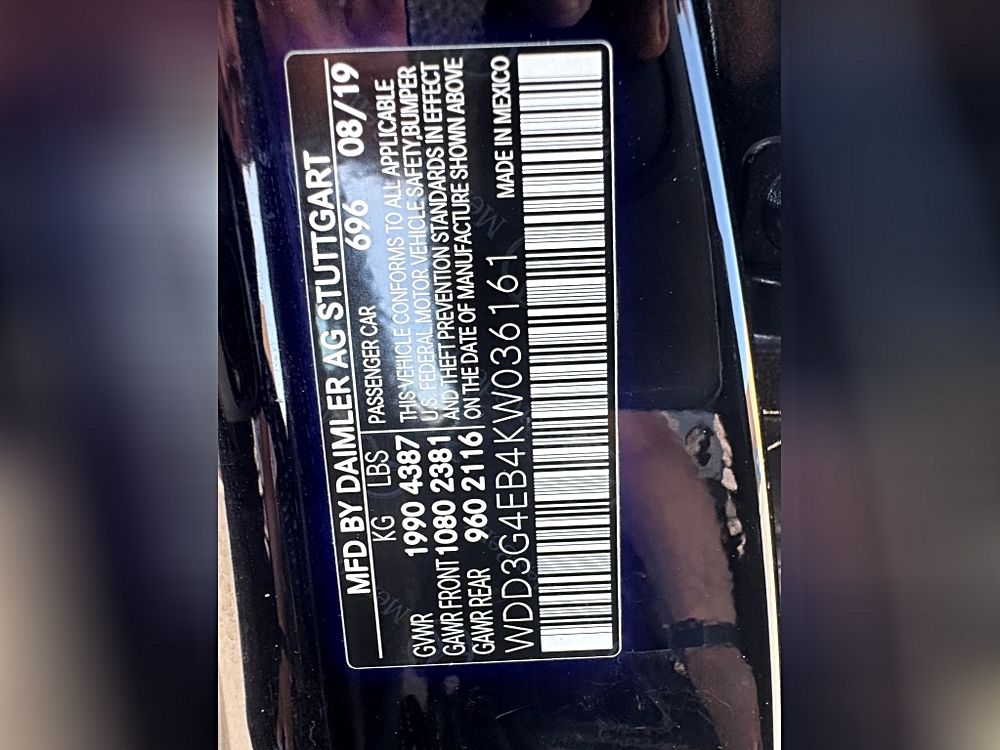 MFD BY DAIMLER AG STUTTGART
KG LBS 696 08/19
PASSENGER CAR
GVWR 1990 4387 THIS VEHICLE CONFORMS TO ALL APPLICABLE
GAWR FRONT 1080 2381 U.S. FEDERAL MOTOR VEHICLE SAFETY,BUMPER
GAWR REAR 960 2116 AND THEFT PREVENTION STANDARDS IN EFFECT
ON THE DATE OF MANUFACTURE SHOWN ABOVE
WDD3G4EB4KW036161 MADE IN MEXICO